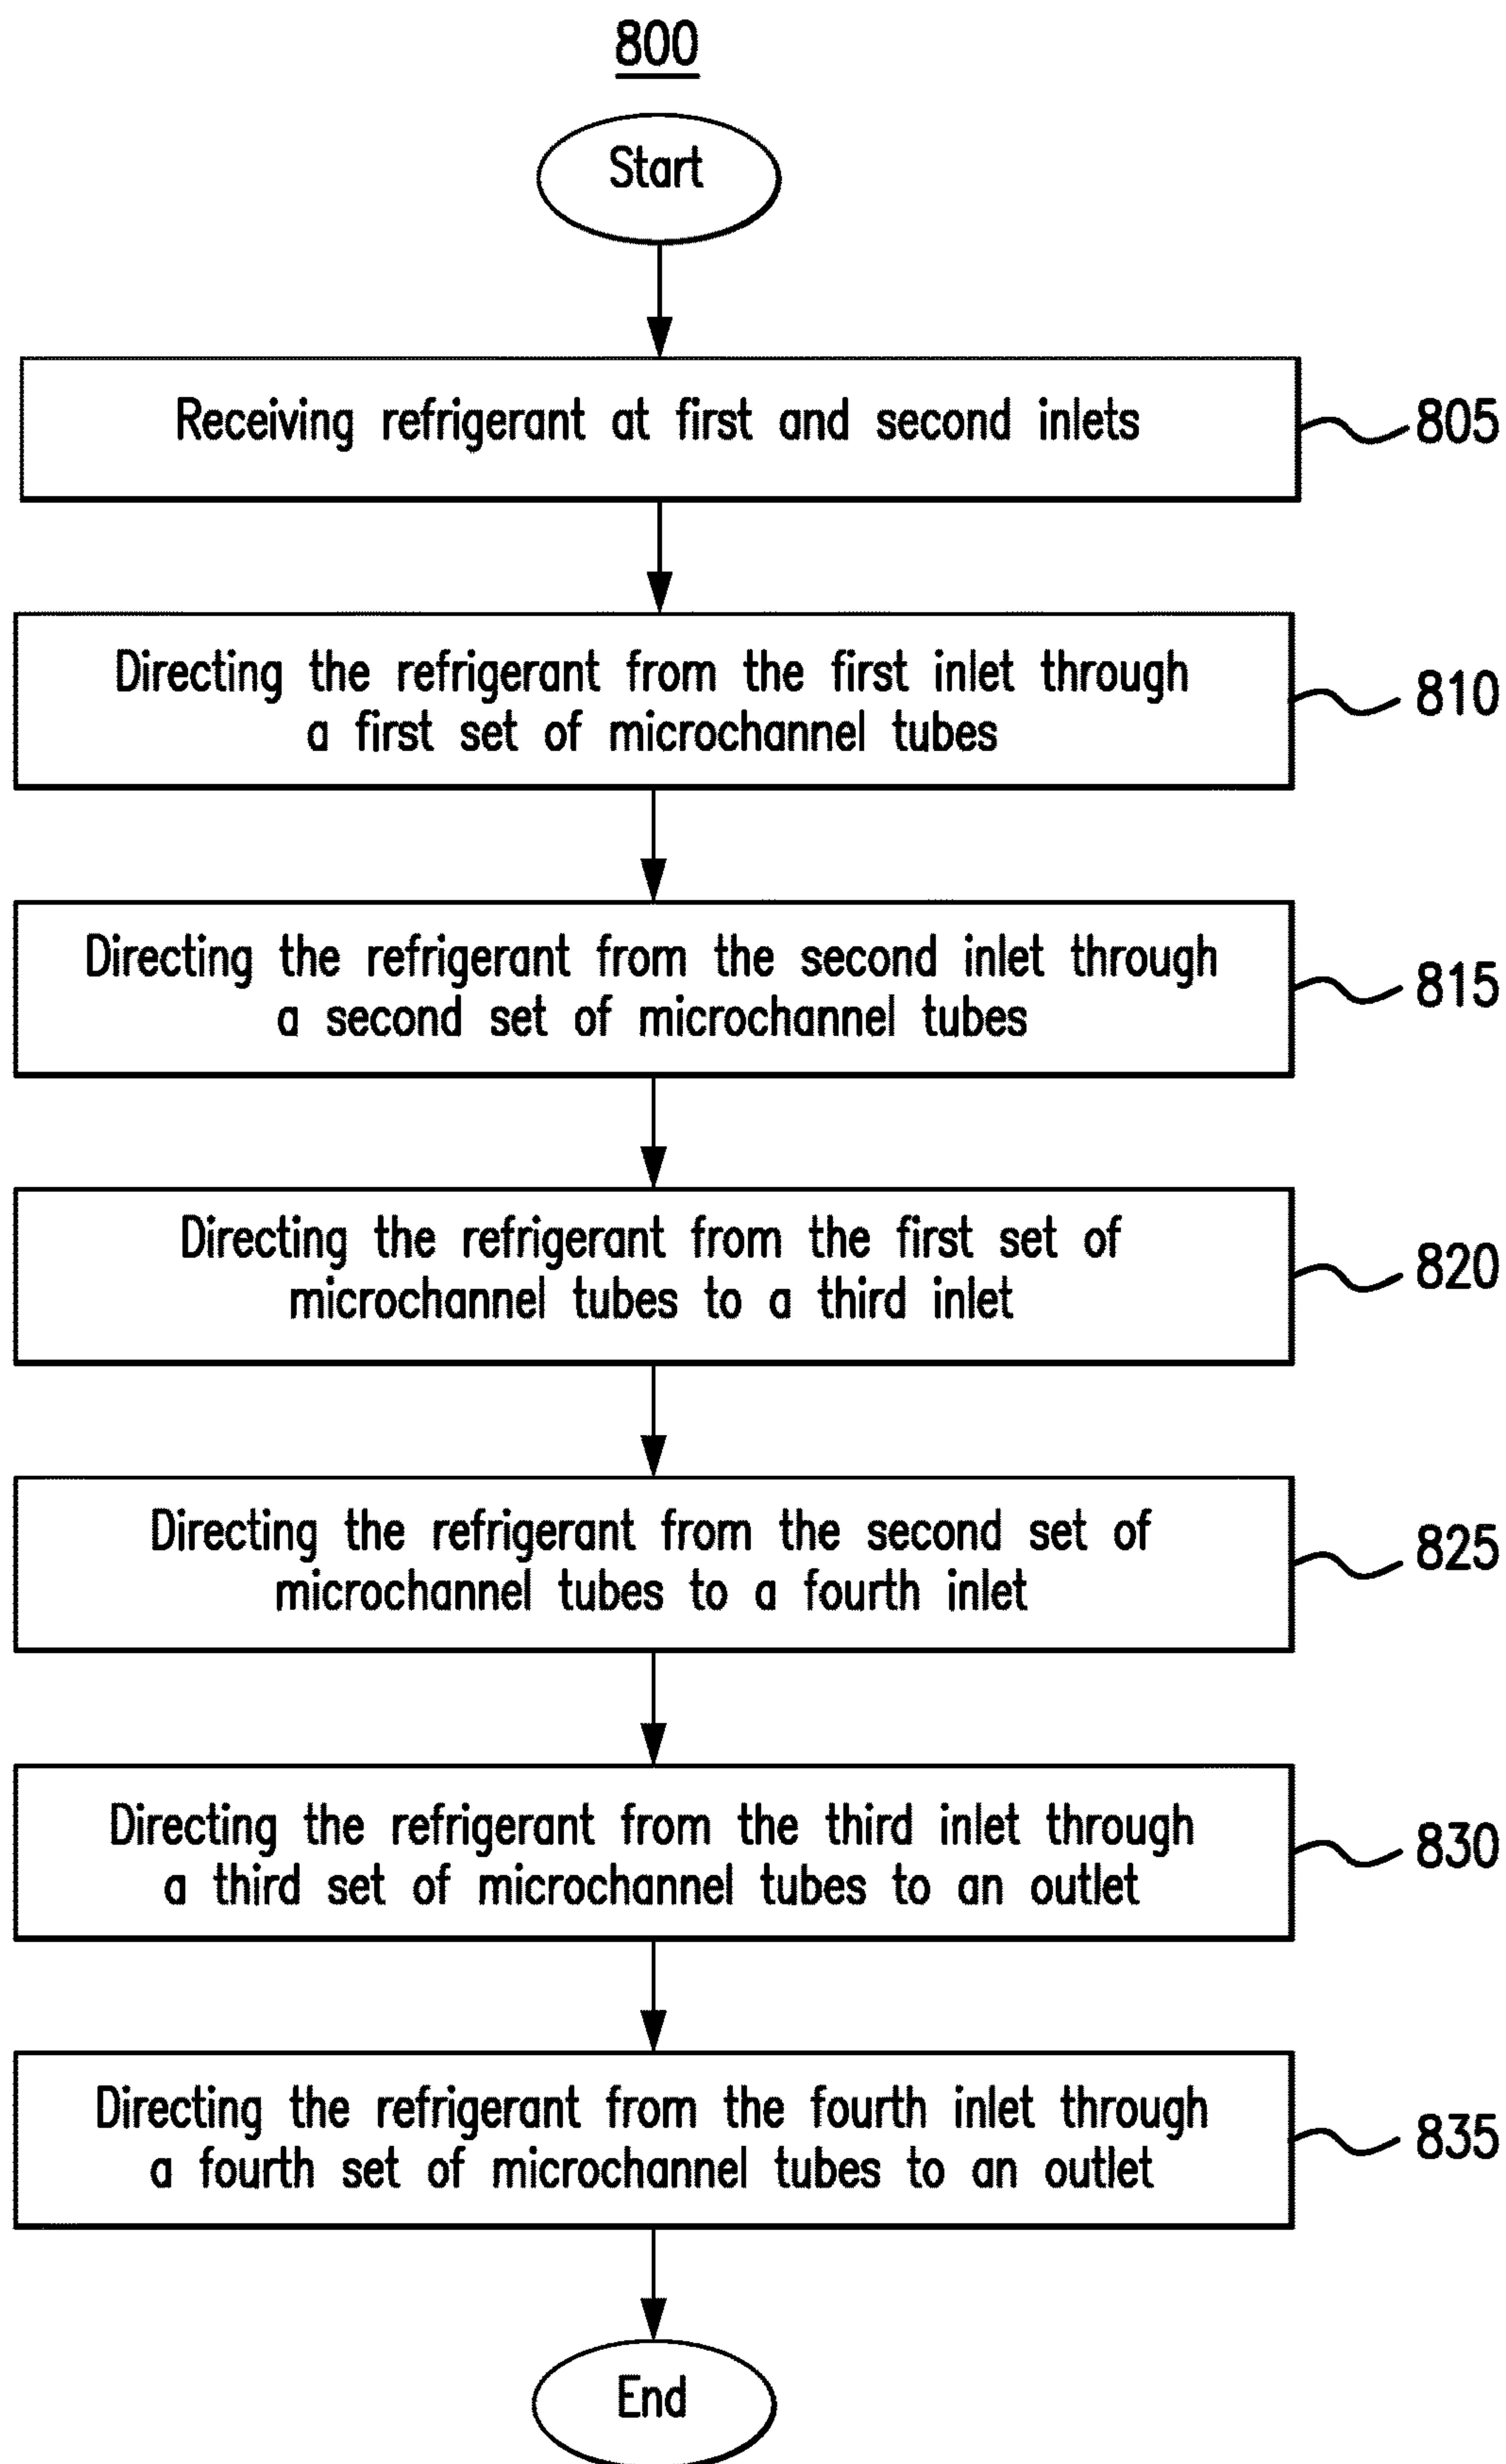 800
Start
Receiving refrigerant at first and second inlets
805
Directing the refrigerant from the first inlet through
a first set of microchannel tubes
810
Directing the refrigerant from the second inlet through
a second set of microchannel tubes
815
Directing the refrigerant from the first set of
microchannel tubes to a third inlet
820
Directing the refrigerant from the second set of
microchannel tubes to a fourth inlet
825
Directing the refrigerant from the third inlet through
a third set of microchannel tubes to an outlet
830
Directing the refrigerant from the fourth inlet through
a fourth set of microchannel tubes to an outlet
835
End